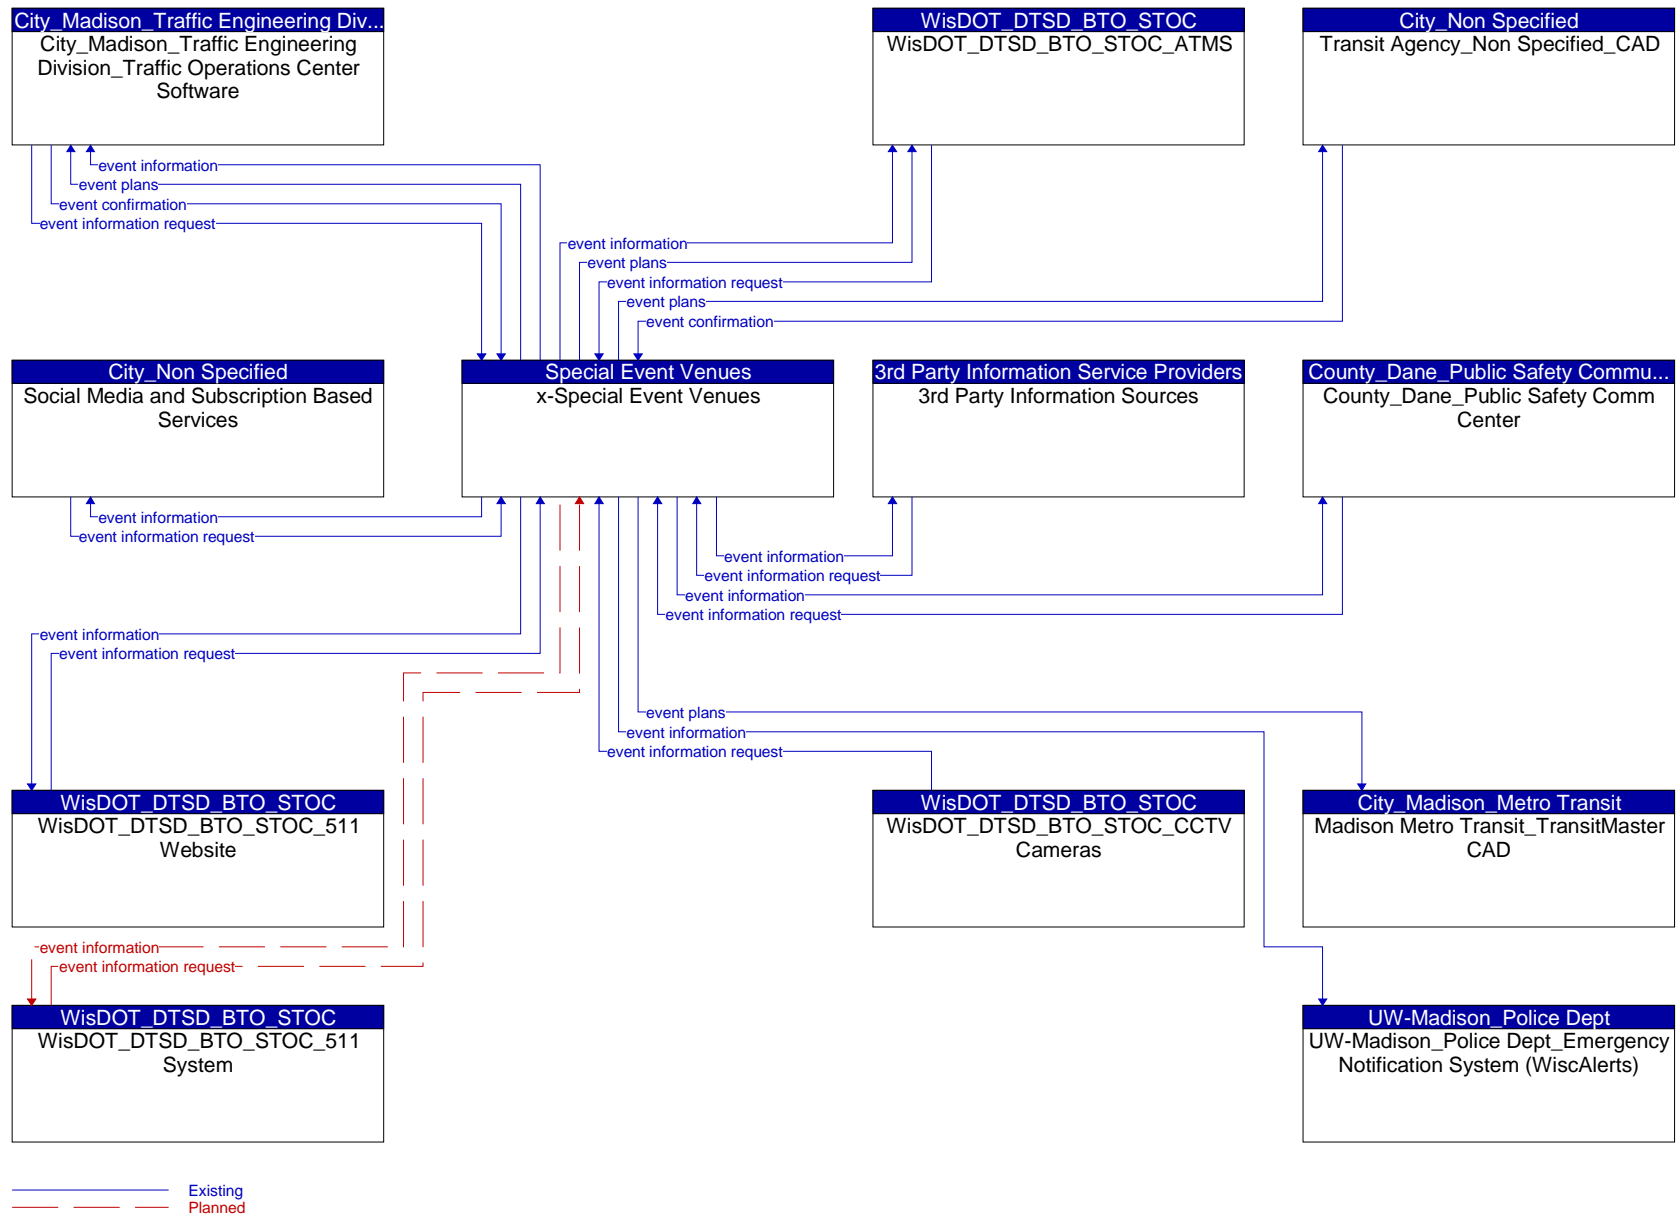 City_Madison_Traffic Engineering Div...
City_Madison_Traffic Engineering
Division_Traffic Operations Center
Software
WisDOT_DTSD_BTO_STOC
WisDOT_DTSD_BTO_STOC_ATMS
City_Non Specified
Transit Agency_Non Specified_CAD
event information
event plans
event confirmation
event information request
event information
event plans
event information request
event plans
event confirmation
City_Non Specified
Social Media and Subscription Based
Services
Special Event Venues
x-Special Event Venues
3rd Party Information Service Providers
3rd Party Information Sources
County_Dane_Public Safety Commu...
County_Dane_Public Safety Comm
Center
event information
event information request
event information
event information request
event information
event information request
event information
event information request
event plans
event information
event information request
WisDOT_DTSD_BTO_STOC
WisDOT_DTSD_BTO_STOC_511
Website
WisDOT_DTSD_BTO_STOC
WisDOT_DTSD_BTO_STOC_CCTV
Cameras
City_Madison_Metro Transit
Madison Metro Transit_TransitMaster
CAD
event information
event information request
WisDOT_DTSD_BTO_STOC
WisDOT_DTSD_BTO_STOC_511
System
UW-Madison_Police Dept
UW-Madison_Police Dept_Emergency
Notification System (WiscAlerts)
Existing
Planned